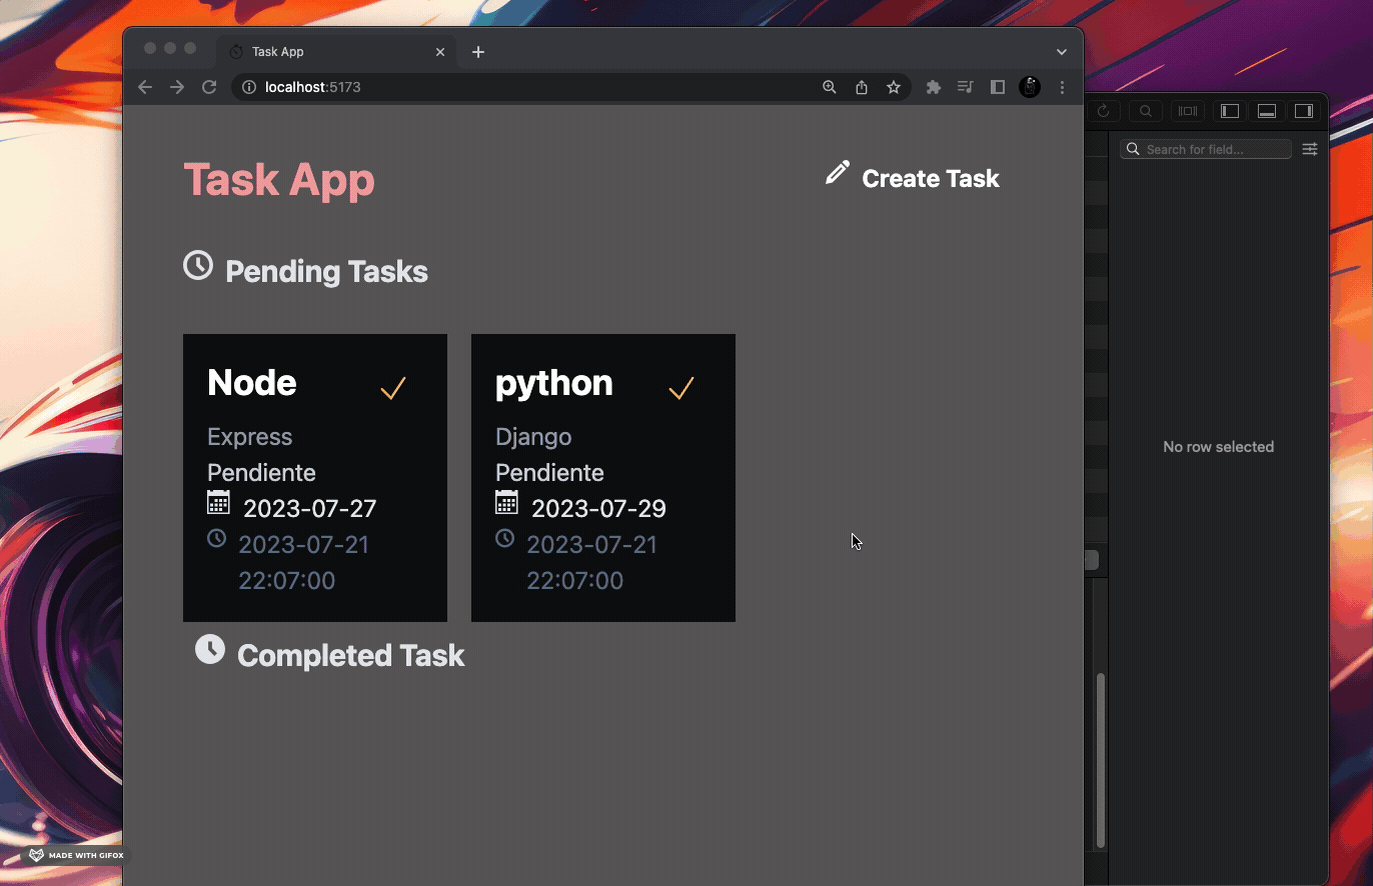 Task App
localhost:5173
Search for field...
Task App
Create Task
Pending Tasks
Node
Express
Pendiente
2023-07-27
2023-07-21
22:07:00
python
Django
Pendiente
2023-07-29
2023-07-21
22:07:00
No row selected
Completed Task
MADE WITH GIFOX